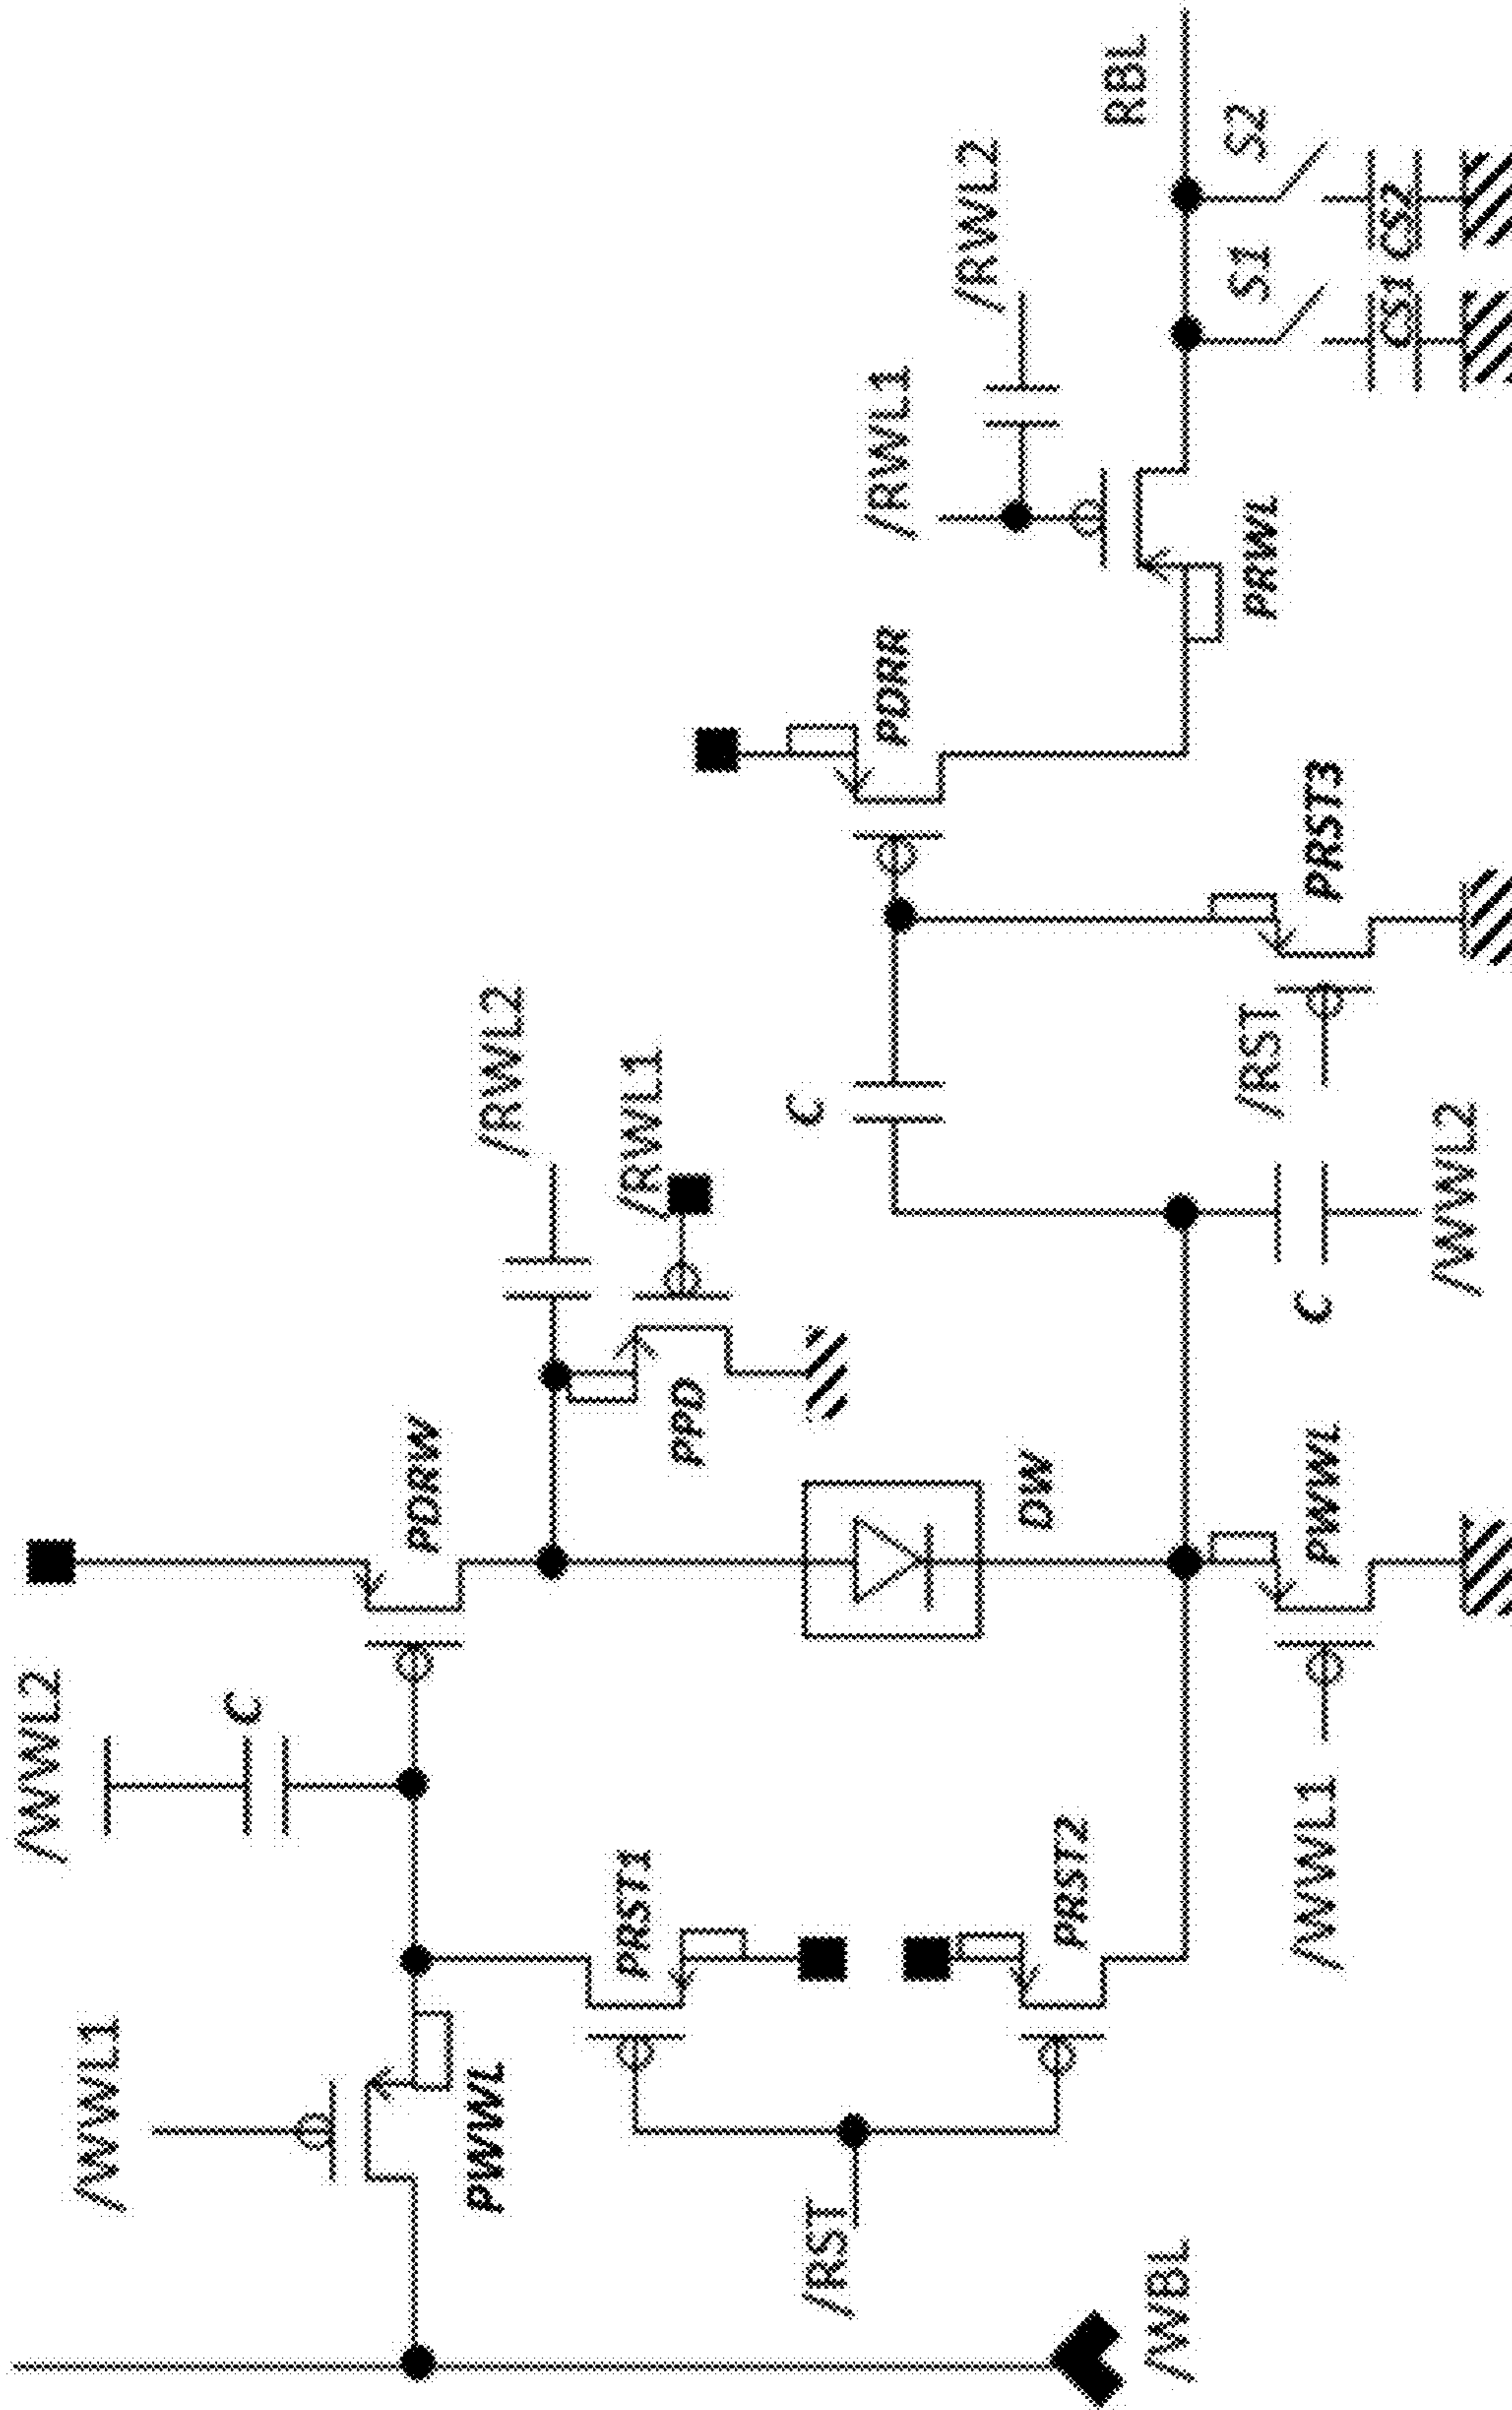 /WWL2
/WWL1
C
PDRW
PWWL
/RWL2
PRST1
/RWL1
PPD
C
/RST
PDRR
/RWL1
/RWL2
DW
PRST2
RBL
/WBL
/RST
PRWL
S1
S2
/WWL1
PWWL
C
PRST3
CS1
CS2
/WWL2